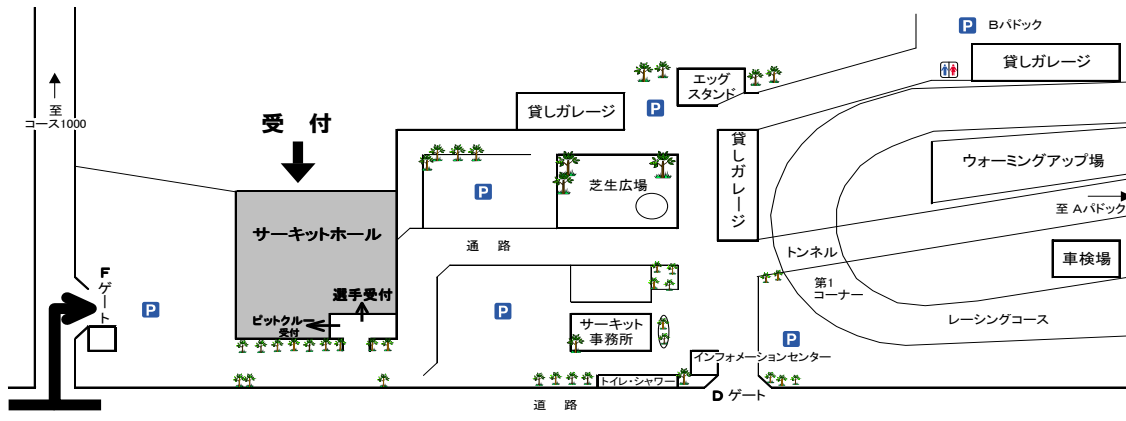 P Bパドック
貸しガレージ
エッグ
スタンド
至
コース1000
受 付
貸しガレージ
P
貸しガレージ
ウォーミングアップ場
P
芝生広場
至 Aパドック
サーキットホール
通 路
トンネル
車検場
Fゲート
第1
コーナー
選手受付
P
P
ピットクルー
受付
サーキット
事務所
レーシングコース
P
インフォメーションセンター
トイレ・シャワー
D ゲート
道 路